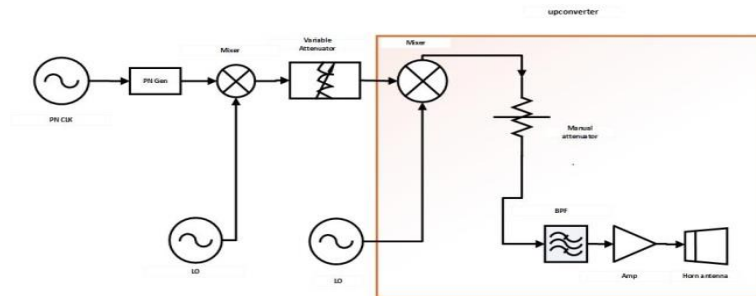 upconverter
Variable
Attenuator
Mixer
Mixer
PN Gen
PN CLK
Manual
attenuator
BPF
LO
LO
Amp
Horn antenna